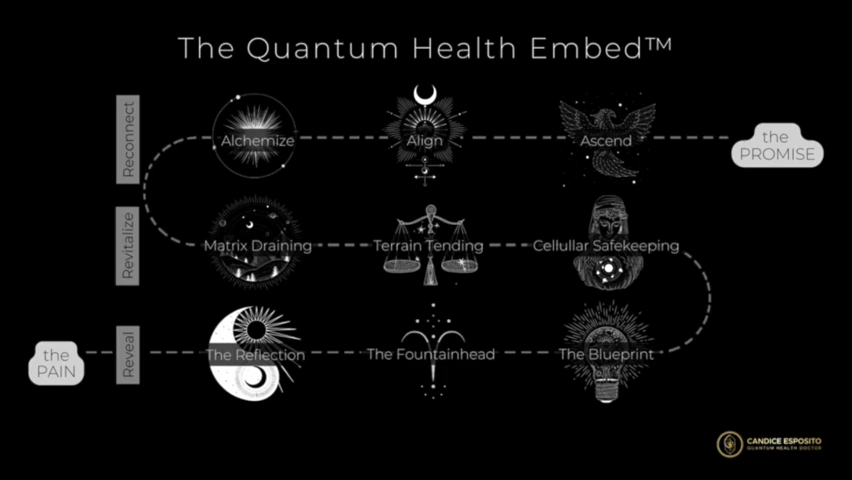 The Quantum Health Embed™
Reconnect
Alchemize
Align
Ascend
the
PROMISE
Revitalize
Matrix Draining
Terrain Tending
Cellullar Safekeeping
the
PAIN
Reveal
The Reflection
The Fountainhead
The Blueprint
CANDICE ESPOSITO
QUANTUM HEALTH DOCTOR